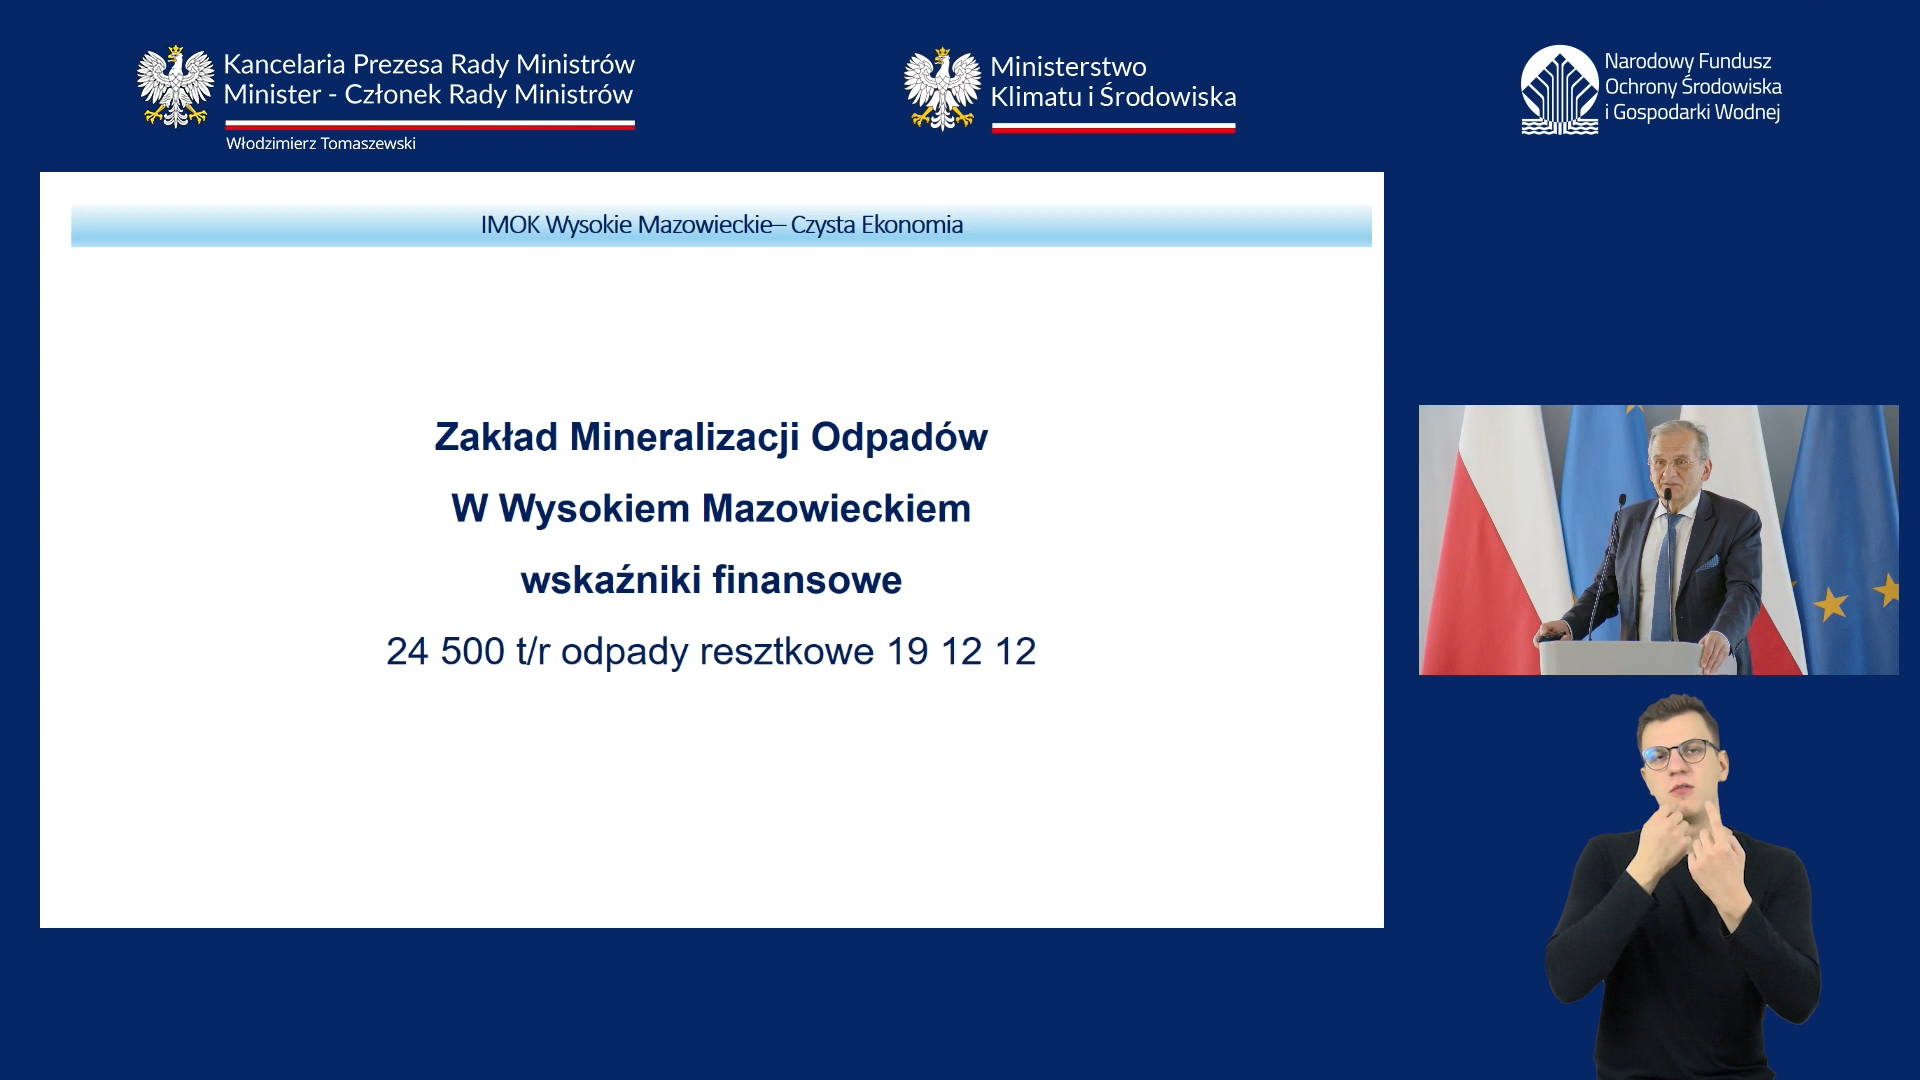 Kancelaria Prezesa Rady Ministrów
Minister - Członek Rady Ministrów
Włodzimierz Tomaszewski
Ministerstwo
Klimatu i Środowiska
Narodowy Fundusz
Ochrony Środowiska
i Gospodarki Wodnej
IMOK Wysokie Mazowieckie– Czysta Ekonomia
Zakład Mineralizacji Odpadów
W Wysokiem Mazowieckiem
wskaźniki finansowe
24 500 t/r odpady resztkowe 19 12 12